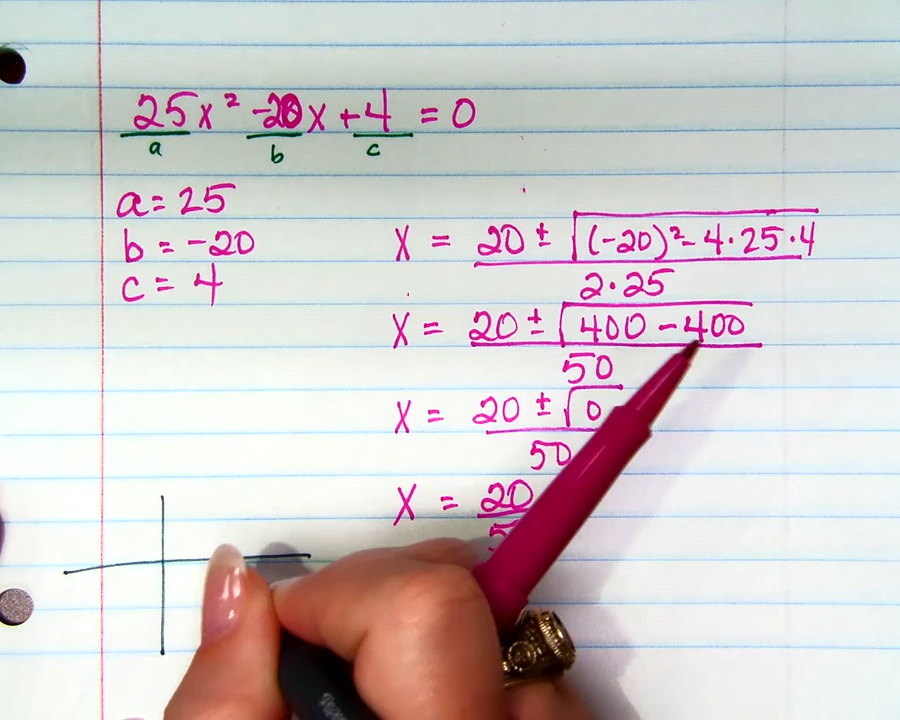 25x² -20x + 4 = 0
a b c
a = 25
b = -20
c = 4
x = 20 ± √(-20)² - 4·25·4
2·25
x = 20 ± √400 - 400
50
x = 20 ± √0
50
x = 20